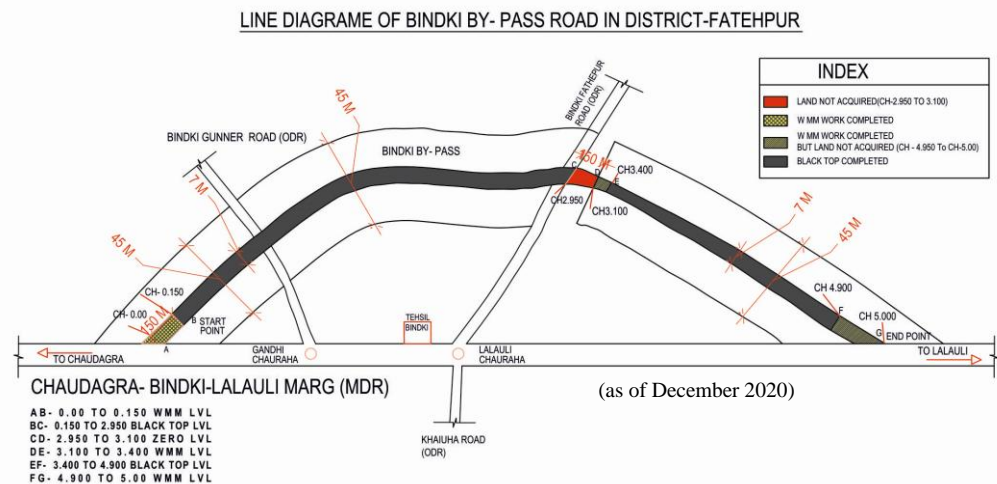 LINE DIAGRAME OF BINDKI BY- PASS ROAD IN DISTRICT-FATEHPUR
INDEX
LAND NOT ACQUIRED(CH-2.950 TO 3.100)
W MM WORK COMPLETED
W MM WORK COMPLETED
BUT LAND NOT ACQUIRED (CH - 4.950 To CH-5.00)
BLACK TOP COMPLETED
BINDKI FATHEPUR
ROAD (ODR)
45 M
BINDKI GUNNER ROAD (ODR)
BINDKI BY- PASS
150 M
C
D
E
CH3.400
CH2.950
CH3.100
7 M
7 M
45 M
45 M
CH- 0.150
CH- 0.00
150 M
A
B
START
POINT
CH 4.900
F
CH 5.000
G
END POINT
TEHSIL
BINDKI
TO CHAUDAGRA
GANDHI
CHAURAHA
LALAULI
CHAURAHA
TO LALAULI
CHAUDAGRA- BINDKI-LALAULI MARG (MDR)
(as of December 2020)
KHAIUHA ROAD
(ODR)
AB- 0.00 TO 0.150 WMM LVL
BC- 0.150 TO 2.950 BLACK TOP LVL
CD- 2.950 TO 3.100 ZERO LVL
DE- 3.100 TO 3.400 WMM LVL
EF- 3.400 TO 4.900 BLACK TOP LVL
FG- 4.900 TO 5.00 WMM LVL